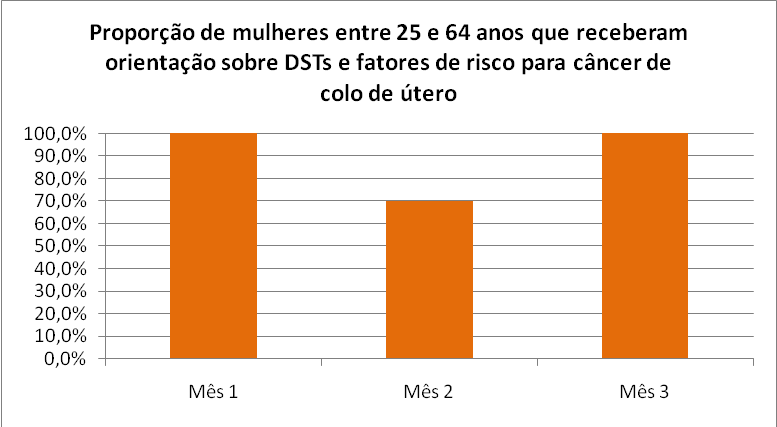 Proporção de mulheres entre 25 e 64 anos que receberam
orientação sobre DSTs e fatores de risco para câncer de
colo de útero
100,0%
90,0%
80,0%
70,0%
60,0%
50,0%
40,0%
30,0%
20,0%
10,0%
0,0%
Mês 1 Mês 2 Mês 3